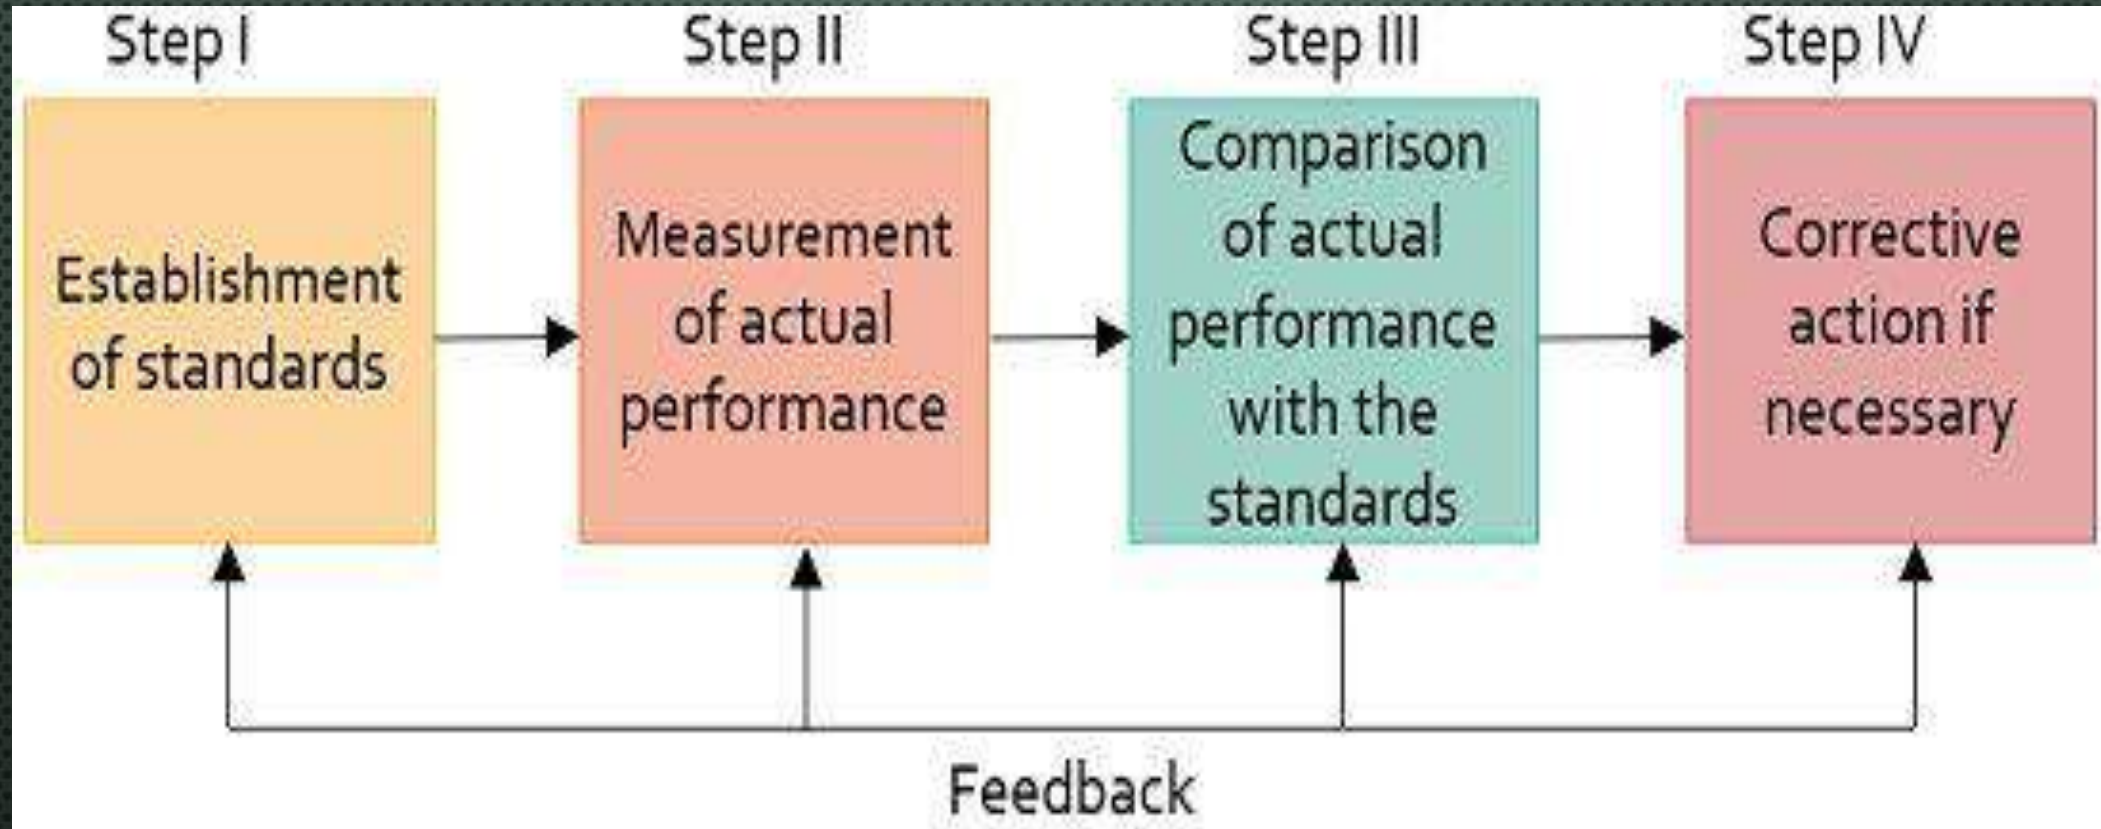 Step I
Establishment
of standards
Step II
Measurement
of actual
performance
Step III
Comparison
of actual
performance
with the
standards
Step IV
Corrective
action if
necessary
Feedback